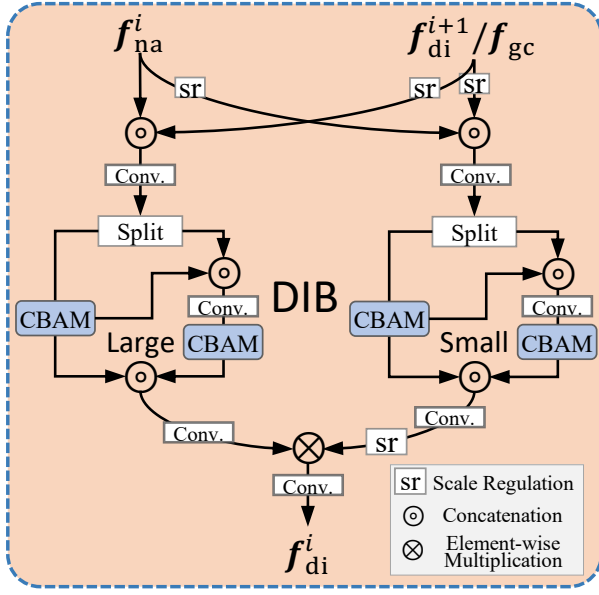 f^i_na
f^{i+1}_di / f_gc
sr
sr
sr
Conv.
Conv.
Split
Split
Conv.
Conv.
DIB
CBAM
CBAM
CBAM
CBAM
Large
Small
Conv.
Conv.
sr
Conv.
f^i_di
sr Scale Regulation
Concatenation
Element-wise
Multiplication